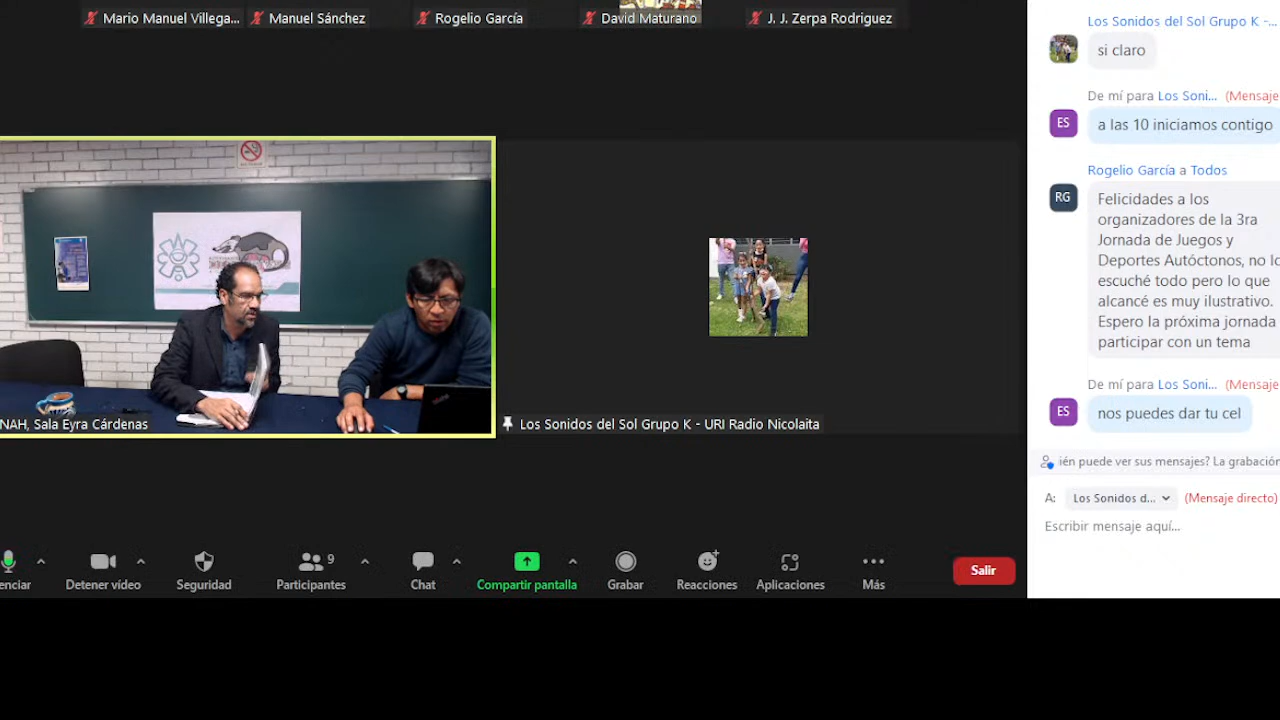 Mario Manuel Villega...
Manuel Sánchez
Rogelio García
David Maturano
J. J. Zerpa Rodriguez
NAH, Sala Eyra Cárdenas
Los Sonidos del Sol Grupo K - URI Radio Nicolaita
enciar
Detener vídeo
Seguridad
9
Participantes
Chat
Compartir pantalla
Grabar
Reacciones
Aplicaciones
Más
Salir
Los Sonidos del Sol Grupo K -...
si claro
De mí para Los Soni... (Mensaje
ES
a las 10 iniciamos contigo
Rogelio García a Todos
RG
Felicidades a los
organizadores de la 3ra
Jornada de Juegos y
Deportes Autóctonos, no lo
escuché todo pero lo que
alcancé es muy ilustrativo.
Espero la próxima jornada
participar con un tema
De mí para Los Soni... (Mensaje
ES
nos puedes dar tu cel
ién puede ver sus mensajes? La grabación
A: Los Sonidos d... (Mensaje directo)
Escribir mensaje aquí...